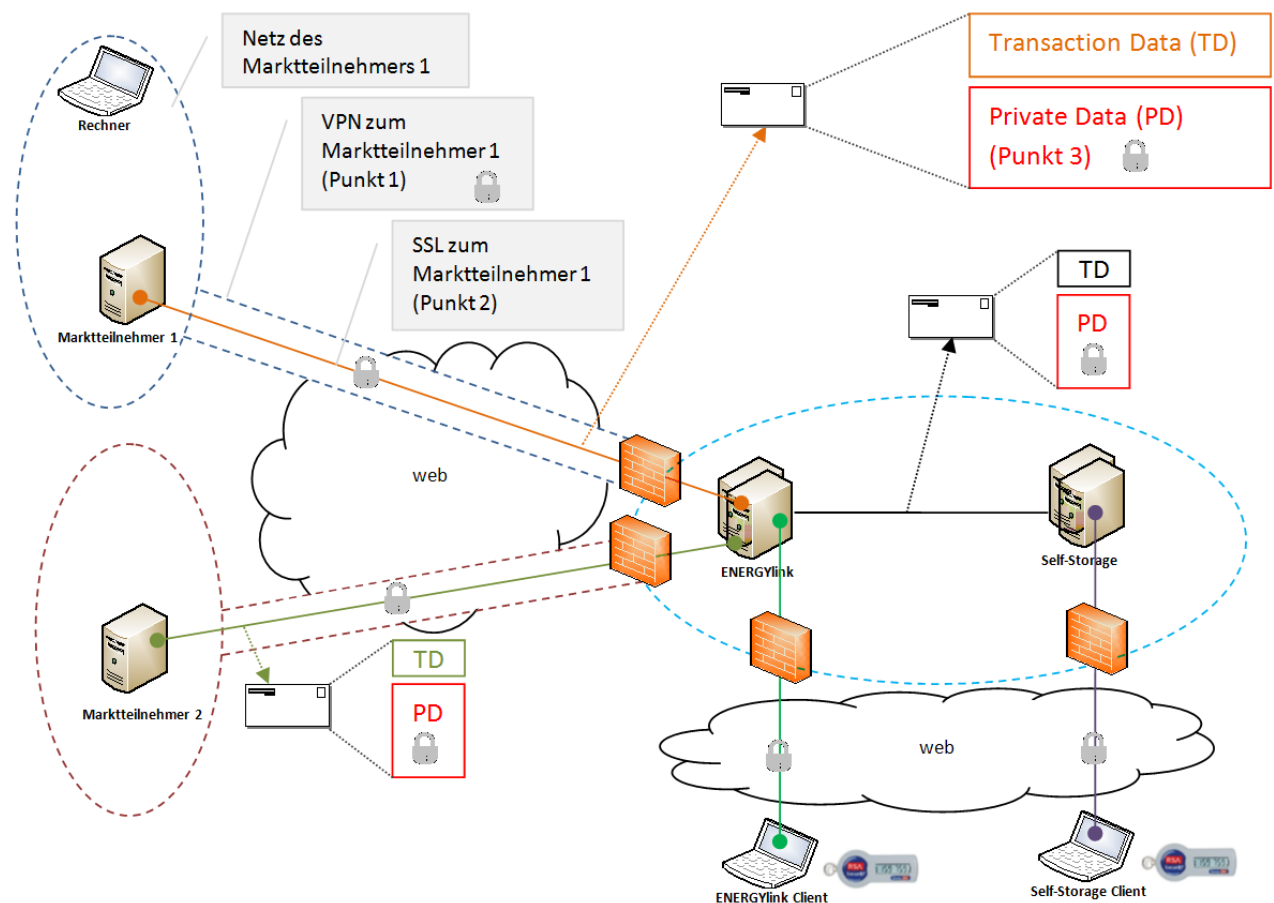 Netz des
Marktteilnehmers 1
Transaction Data (TD)
Rechner
VPN zum
Marktteilnehmer 1
(Punkt 1)
Private Data (PD)
(Punkt 3)
SSL zum
Marktteilnehmer 1
(Punkt 2)
TD
PD
Marktteilnehmer 1
web
ENERGYlink
Self-Storage
TD
PD
Marktteilnehmer 2
web
ENERGYlink Client
RSA
Self-Storage Client
RSA